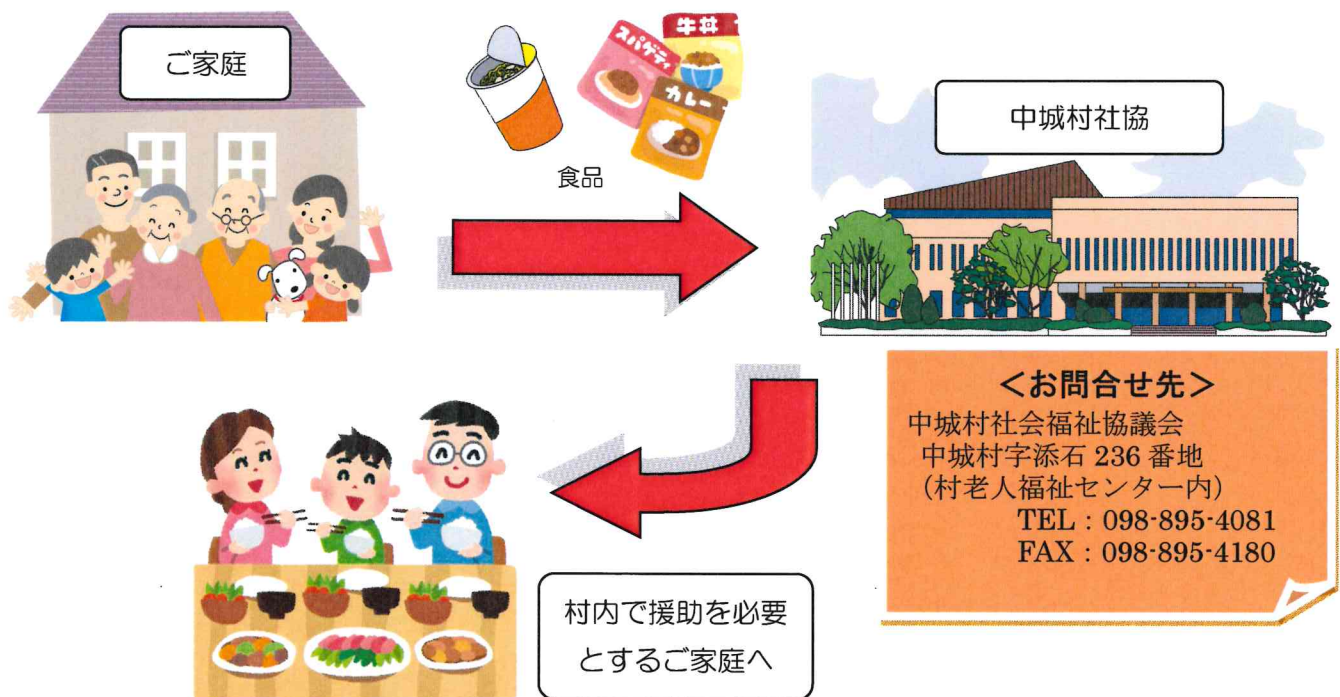 ご家庭
スパゲティ
牛丼
カレー
食品
中城村社協
村内で援助を必要
とするご家庭へ
＜お問合せ先＞
中城村社会福祉協議会
中城村字添石 236 番地
（村老人福祉センター内）
TEL：098-895-4081
FAX：098-895-4180